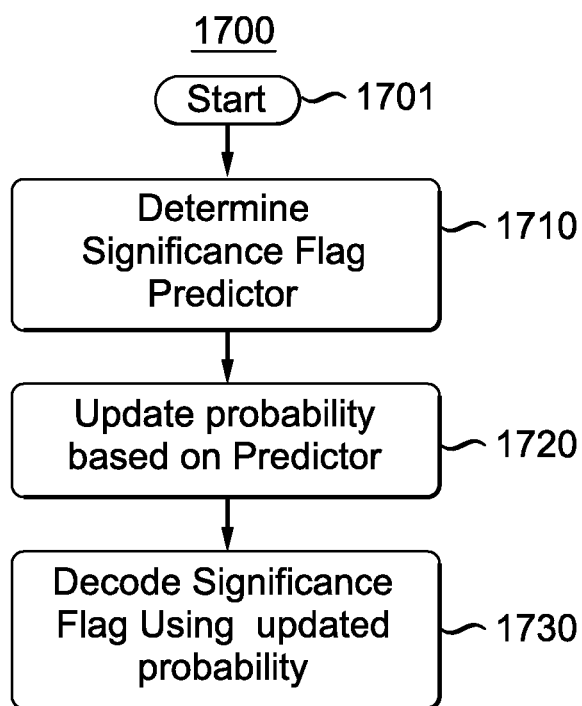 1700
Start
1701
Determine
Significance Flag
Predictor
1710
Update probability
based on Predictor
1720
Decode Significance
Flag Using updated
probability
1730